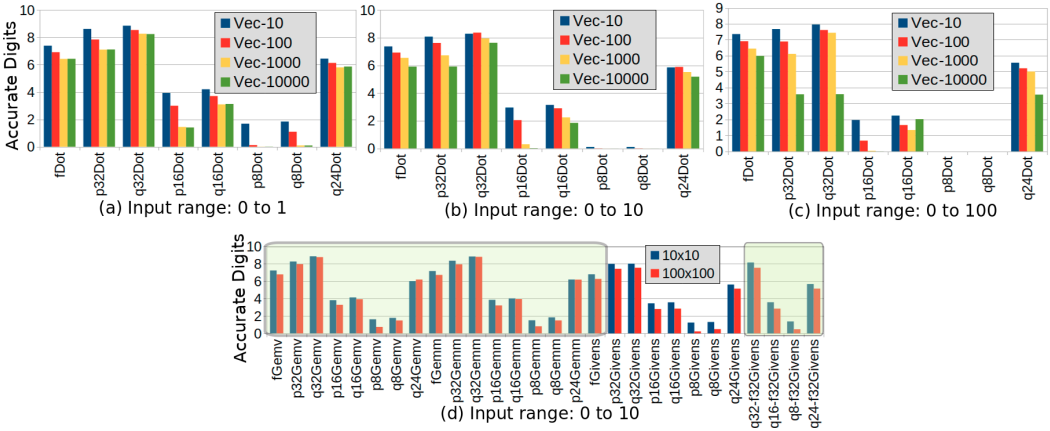 Accurate Digits
10
8
6
4
2
0
Vec-10
Vec-100
Vec-1000
Vec-10000
fDot
p32Dot
q32Dot
p16Dot
q16Dot
p8Dot
q8Dot
q24Dot
(a) Input range: 0 to 1
10
8
6
4
2
0
Vec-10
Vec-100
Vec-1000
Vec-10000
fDot
p32Dot
q32Dot
p16Dot
q16Dot
p8Dot
q8Dot
q24Dot
(b) Input range: 0 to 10
9
8
7
6
5
4
3
2
1
0
Vec-10
Vec-100
Vec-1000
Vec-10000
fDot
p32Dot
q32Dot
p16Dot
q16Dot
p8Dot
q8Dot
q24Dot
(c) Input range: 0 to 100
Accurate Digits
10
8
6
4
2
0
10x10
100x100
fGemv
p32Gemv
q32Gemv
p16Gemv
q16Gemv
p8Gemv
q8Gemv
q24Gemv
fGemm
p32Gemm
q32Gemm
p16Gemm
q16Gemm
p8Gemm
q8Gemm
p24Gemm
fGivens
p32Givens
q32Givens
p16Givens
q16Givens
p8Givens
q8Givens
q24Givens
q32-f32Givens
q16-f32Givens
q8-f32Givens
q24-f32Givens
(d) Input range: 0 to 10